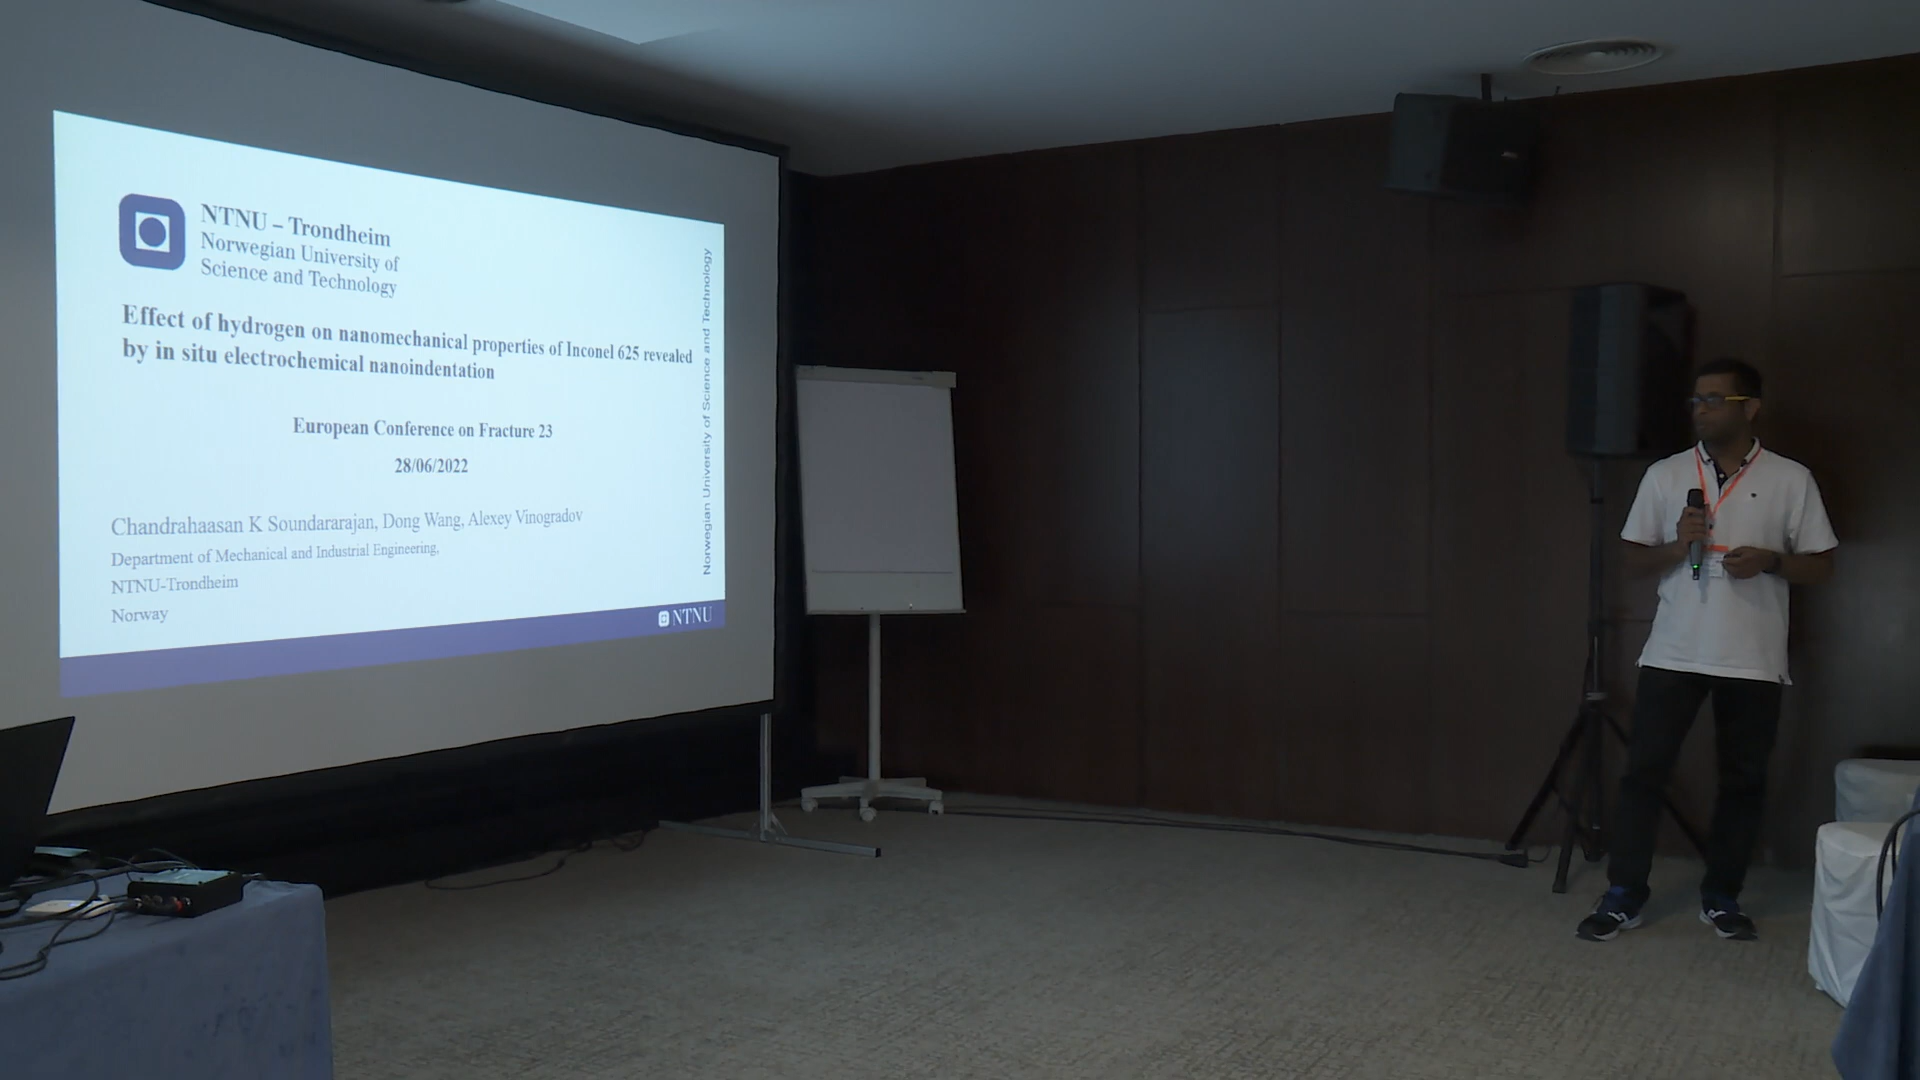 NTNU – Trondheim
Norwegian University of
Science and Technology
Effect of hydrogen on nanomechanical properties of Inconel 625 revealed
by in situ electrochemical nanoindentation
European Conference on Fracture 23
28/06/2022
Chandrahaasan K Soundararajan, Dong Wang, Alexey Vinogradov
Department of Mechanical and Industrial Engineering,
NTNU-Trondheim
Norway
Norwegian University of Science and Technology
NTNU